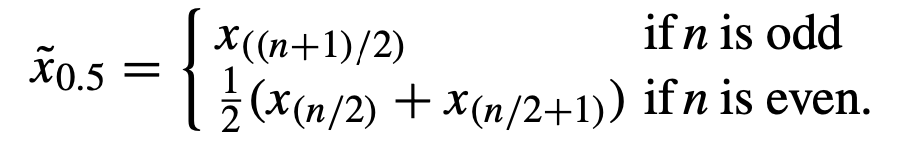 x̃₀.₅ = { x₍₍ₙ₊₁₎/₂₎ if n is odd
½(x₍ₙ/₂₎ + x₍ₙ/₂₊₁₎) if n is even.